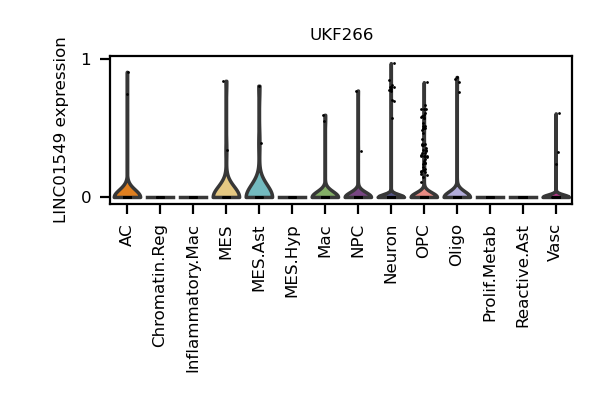 UKF266
LINC01549 expression
1
0
AC
Chromatin.Reg
Inflammatory.Mac
MES
MES.Ast
MES.Hyp
Mac
NPC
Neuron
OPC
Oligo
Prolif.Metab
Reactive.Ast
Vasc